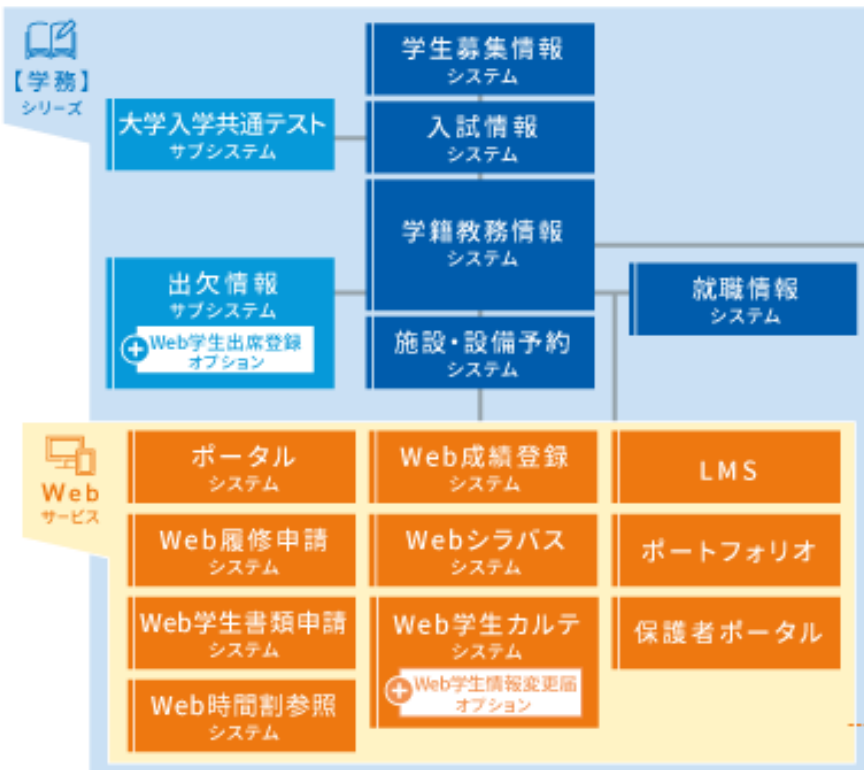 【学務】
シリーズ
学生募集情報
システム
大学入学共通テスト
サブシステム
入試情報
システム
学籍教務情報
システム
出欠情報
サブシステム
Web学生出席登録
オプション
就職情報
システム
施設・設備予約
システム
Web
サービス
ポータル
システム
Web成績登録
システム
LMS
Web履修申請
システム
Webシラバス
システム
ポートフォリオ
Web学生書類申請
システム
Web学生カルテ
システム
Web学生情報変更届
オプション
保護者ポータル
Web時間割参照
システム